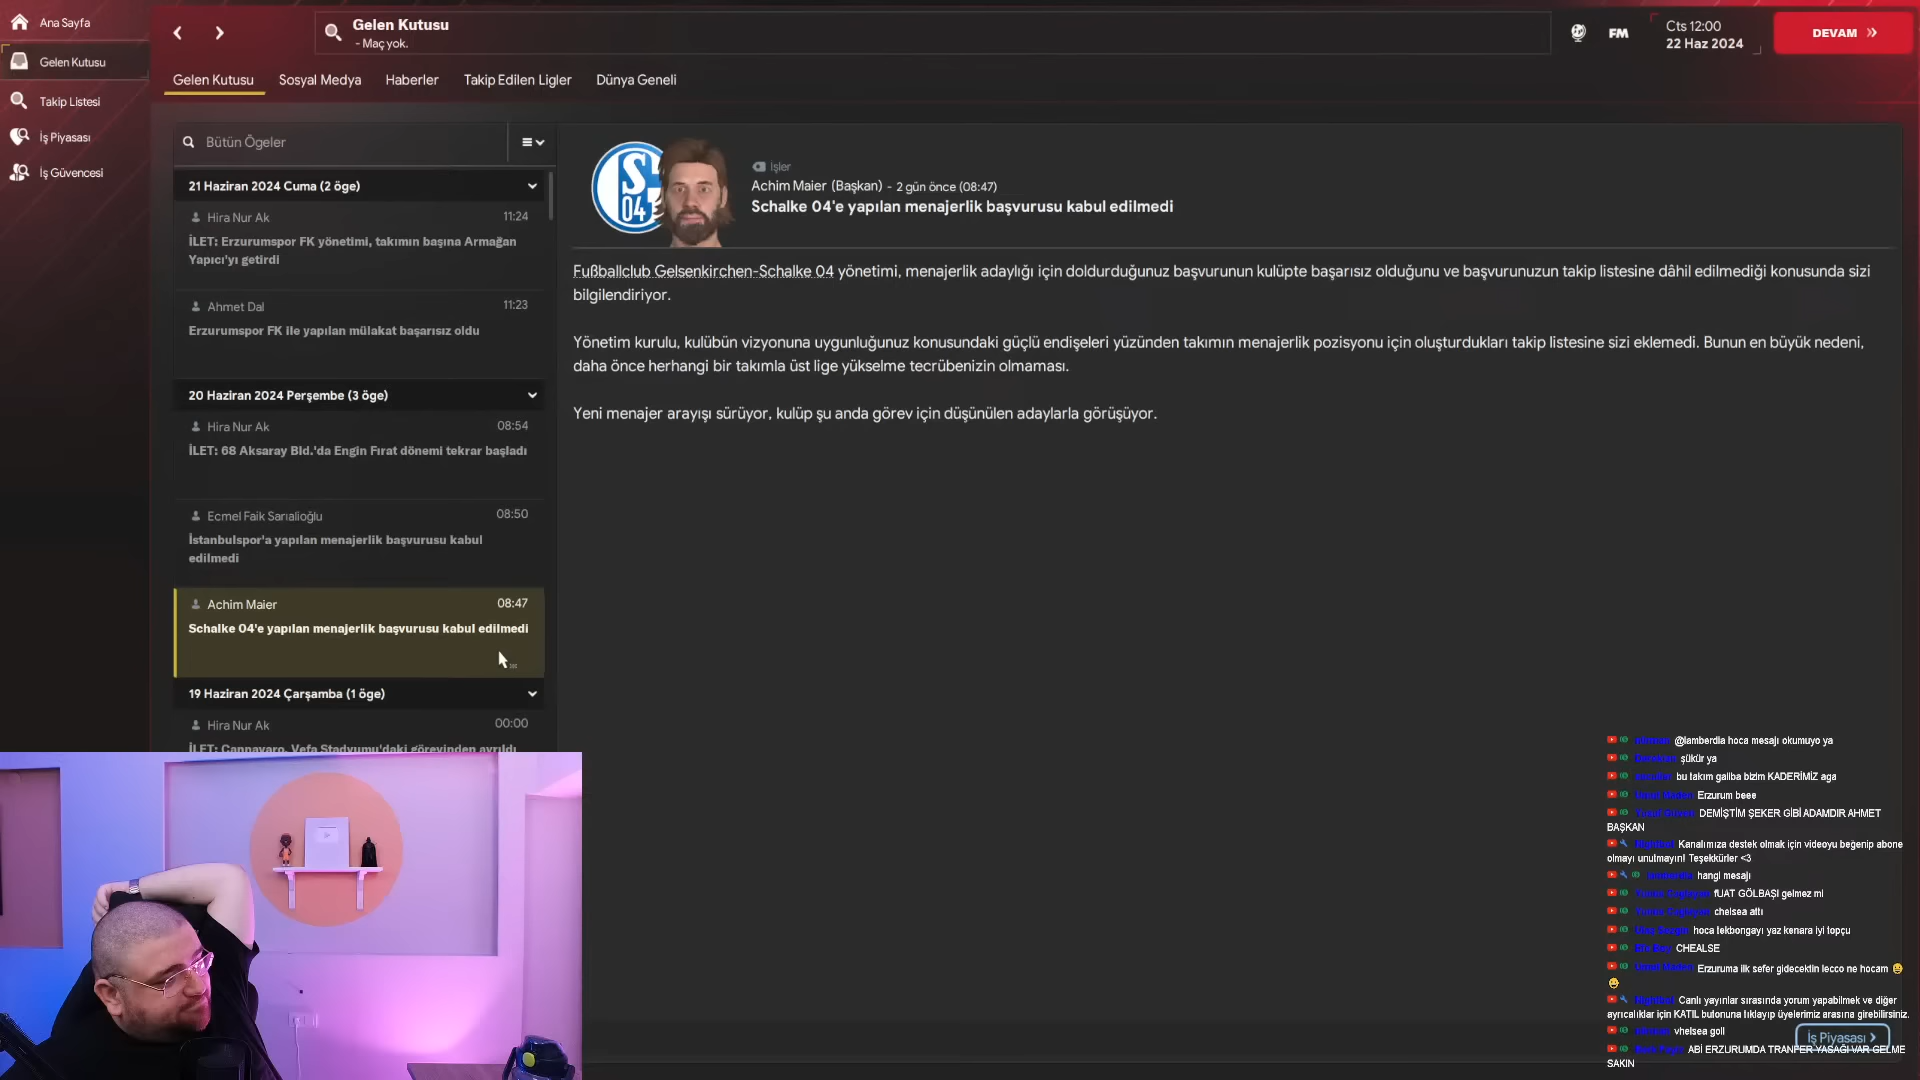 Ana Sayfa
Gelen Kutusu
Takip Listesi
İş Piyasası
İş Güvencesi
Gelen Kutusu
- Maç yok.
FM
Cts 12:00
22 Haz 2024
DEVAM
Gelen Kutusu
Sosyal Medya
Haberler
Takip Edilen Ligler
Dünya Geneli
Bütün Ögeler
21 Haziran 2024 Cuma (2 öge)
Hira Nur Ak
11:24
İLET: Erzurumspor FK yönetimi, takımın başına Armağan
Yapıcı'yı getirdi
Ahmet Dal
11:23
Erzurumspor FK ile yapılan mülakat başarısız oldu
20 Haziran 2024 Perşembe (3 öge)
Hira Nur Ak
08:54
İLET: 68 Aksaray Bld.'da Engin Fırat dönemi tekrar başladı
Ecmel Faik Sarıalioğlu
08:50
İstanbulspor'a yapılan menajerlik başvurusu kabul
edilmedi
Achim Maier
08:47
Schalke 04'e yapılan menajerlik başvurusu kabul edilmedi
19 Haziran 2024 Çarşamba (1 öge)
Hira Nur Ak
00:00
İLET: Cannavaro, Vefa Stadyumu'daki görevinden ayrıldı
S
04
İşler
Achim Maier (Başkan) - 2 gün önce (08:47)
Schalke 04'e yapılan menajerlik başvurusu kabul edilmedi
Fußballclub Gelsenkirchen-Schalke 04 yönetimi, menajerlik adaylığı için doldurduğunuz başvurunun kulüpte başarısız olduğunu ve başvurunuzun takip listesine dâhil edilmediği konusunda sizi
bilgilendiriyor.
Yönetim kurulu, kulübün vizyonuna uygunluğunuz konusundaki güçlü endişeleri yüzünden takımın menajerlik pozisyonu için oluşturdukları takip listesine sizi eklemedi. Bunun en büyük nedeni,
daha önce herhangi bir takımla üst lige yükselme tecrübenizin olmaması.
Yeni menajer arayışı sürüyor, kulüp şu anda görev için düşünülen adaylarla görüşüyor.
@lamberdia hoca mesajı okumuyo ya
şükür ya
bu takım galiba bizim KADERİMİZ aga
Erzurum beee
DEMİŞTİM ŞEKER GİBİ ADAMDIR AHMET
BAŞKAN
Nightbot Kanalımıza destek olmak için videoyu beğenip abone
olmayı unutmayın! Teşekkürler <3
lamberdia hangi mesajı
fUAT GÖLBAŞI gelmez mi
chelsea attı
hoca tekbongayı yaz kenara iyi topçu
CHEALSE
Erzuruma ilk sefer gidecektin lecco ne hocam
Nightbot Canlı yayınlar sırasında yorum yapabilmek ve diğer
ayrıcalıklar için KATIL butonuna tıklayıp üyelerimiz arasına girebilirsiniz.
vhelsea goll
İş Piyasası
ABİ ERZURUMDA TRANFER YASAĞI VAR GELME
SAKIN